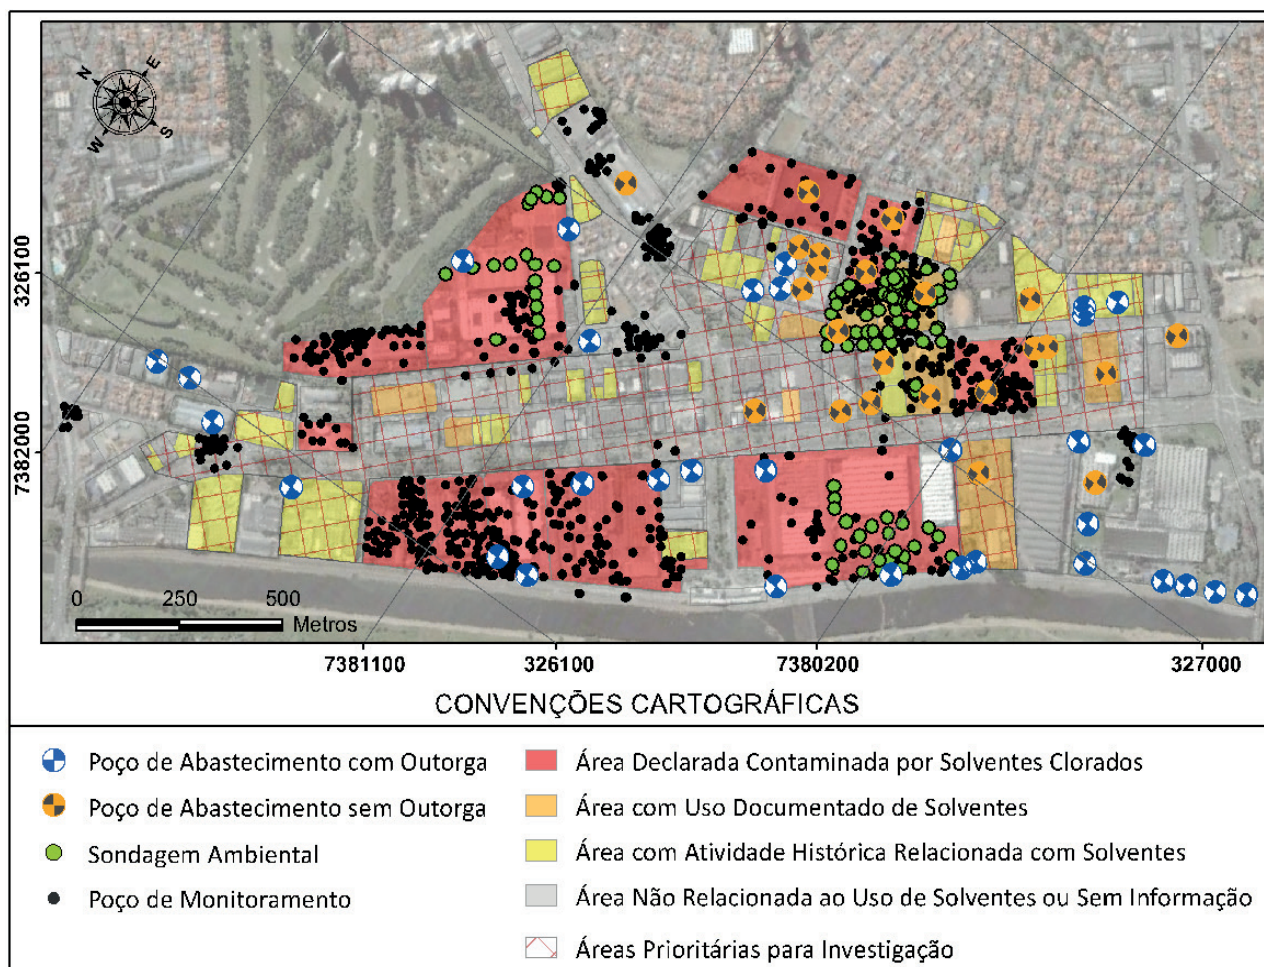 N
E
W
S
326100
7382000
0 250 500
Metros
7381100 326100 7380200 327000
CONVENÇÕES CARTOGRÁFICAS
Poço de Abastecimento com Outorga
Poço de Abastecimento sem Outorga
Sondagem Ambiental
Poço de Monitoramento
Área Declarada Contaminada por Solventes Clorados
Área com Uso Documentado de Solventes
Área com Atividade Histórica Relacionada com Solventes
Área Não Relacionada ao Uso de Solventes ou Sem Informação
Áreas Prioritárias para Investigação